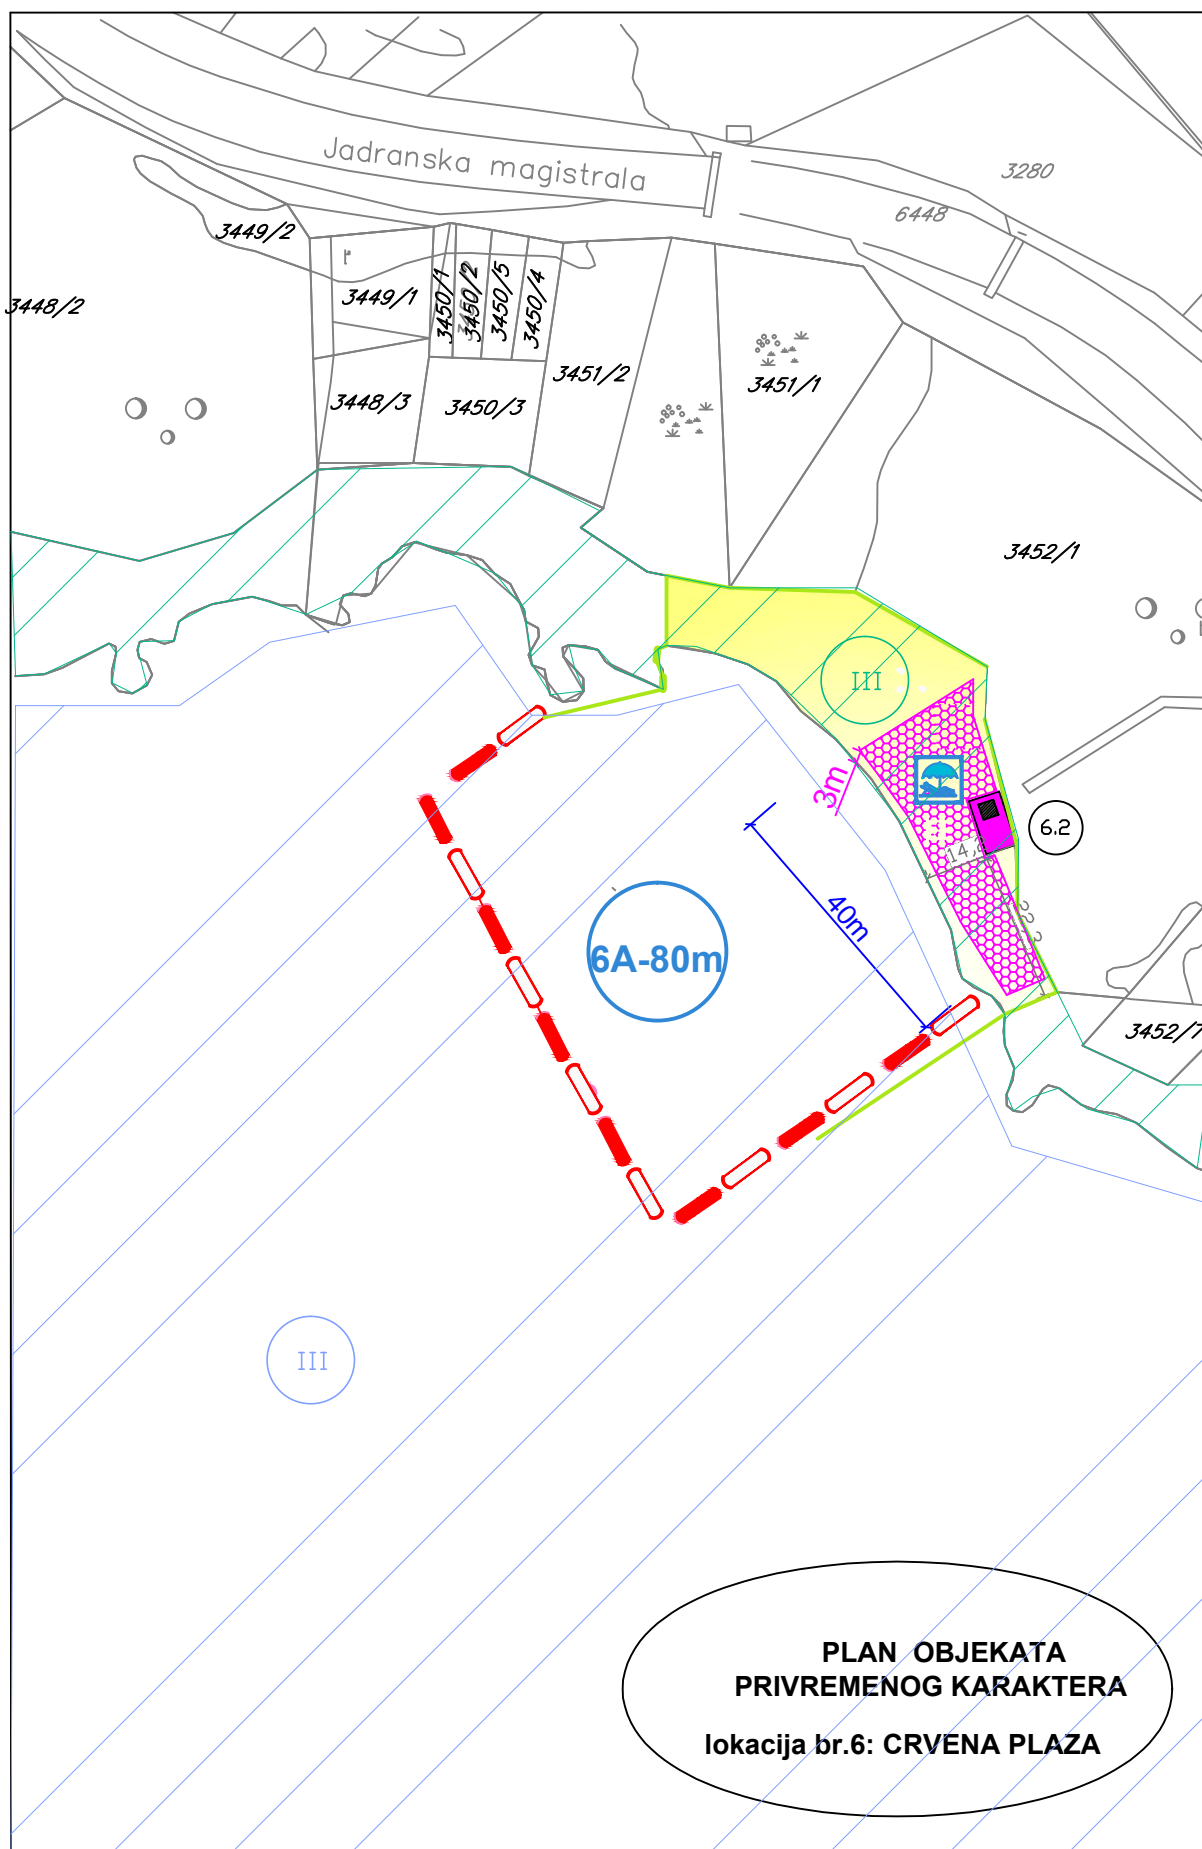 Jadranska magistrala
3280
6448
3449/2
3448/2
3449/1
3450/1
3450/2
3450/5
3450/4
3451/2
3451/1
3448/3
3450/3
3452/1
III
3m
6.2
40m
6A-80m
3452/7
III
PLAN OBJEKATA
PRIVREMENOG KARAKTERA
lokacija br.6: CRVENA PLAZA